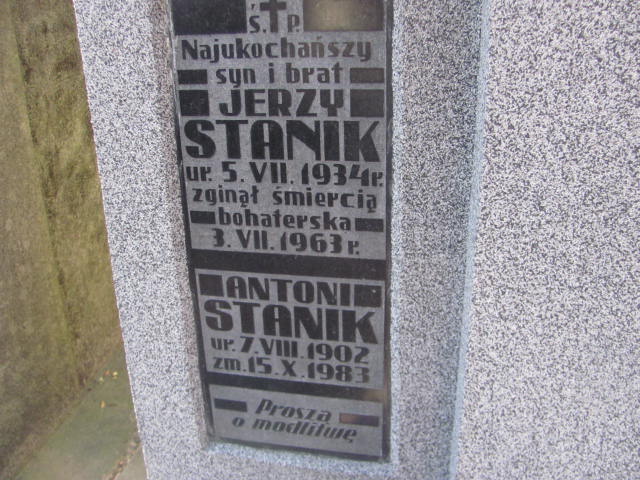 Ś. † P.
Najukochańszy
syn i brat
JERZY
STANIK
ur. 5. VII. 1934 r.
zginął śmiercią
bohaterska
3. VII. 1963 r.
ANTONI
STANIK
ur. 7. VIII. 1902
zm. 15. X. 1983
Proszą
o modlitwę